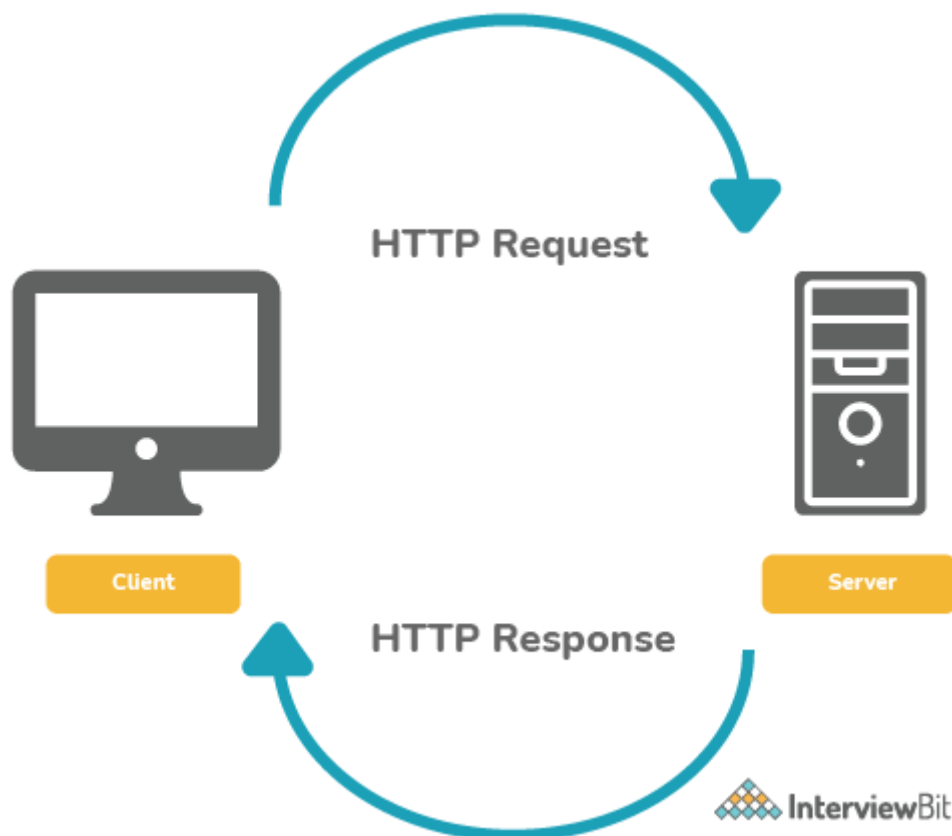 HTTP Request
Client
Server
HTTP Response
InterviewBit